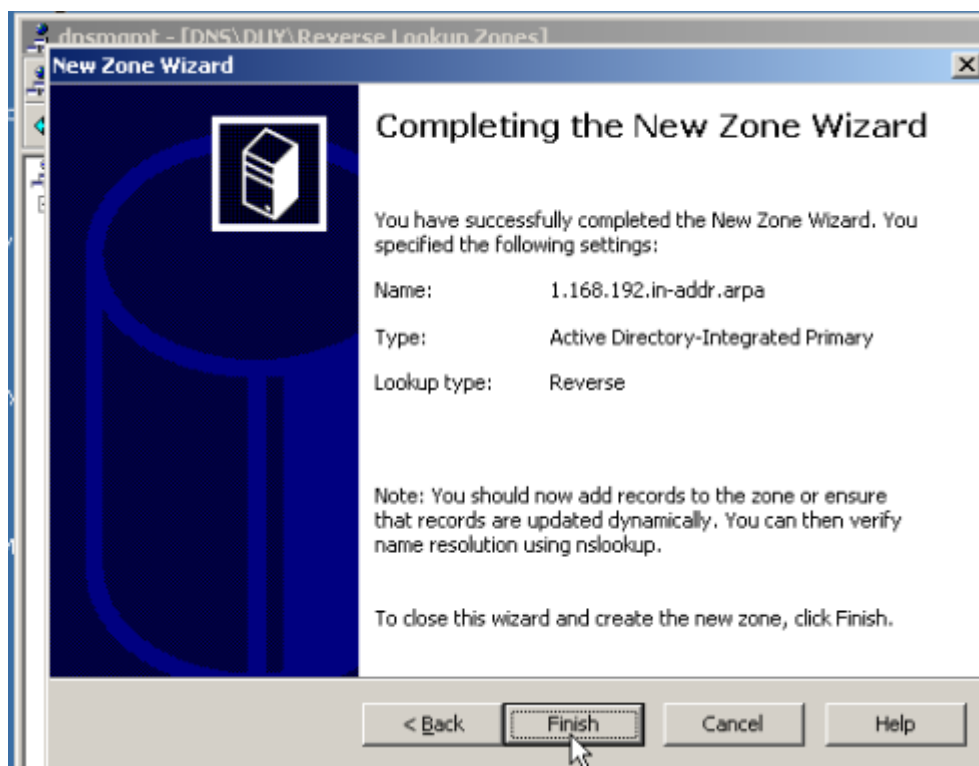 dnsmgmt - [DNS\DUY\Reverse Lookup Zones]
New Zone Wizard
Completing the New Zone Wizard
You have successfully completed the New Zone Wizard. You
specified the following settings:
Name: 1.168.192.in-addr.arpa
Type: Active Directory-Integrated Primary
Lookup type: Reverse
Note: You should now add records to the zone or ensure
that records are updated dynamically. You can then verify
name resolution using nslookup.
To close this wizard and create the new zone, click Finish.
< Back Finish Cancel Help